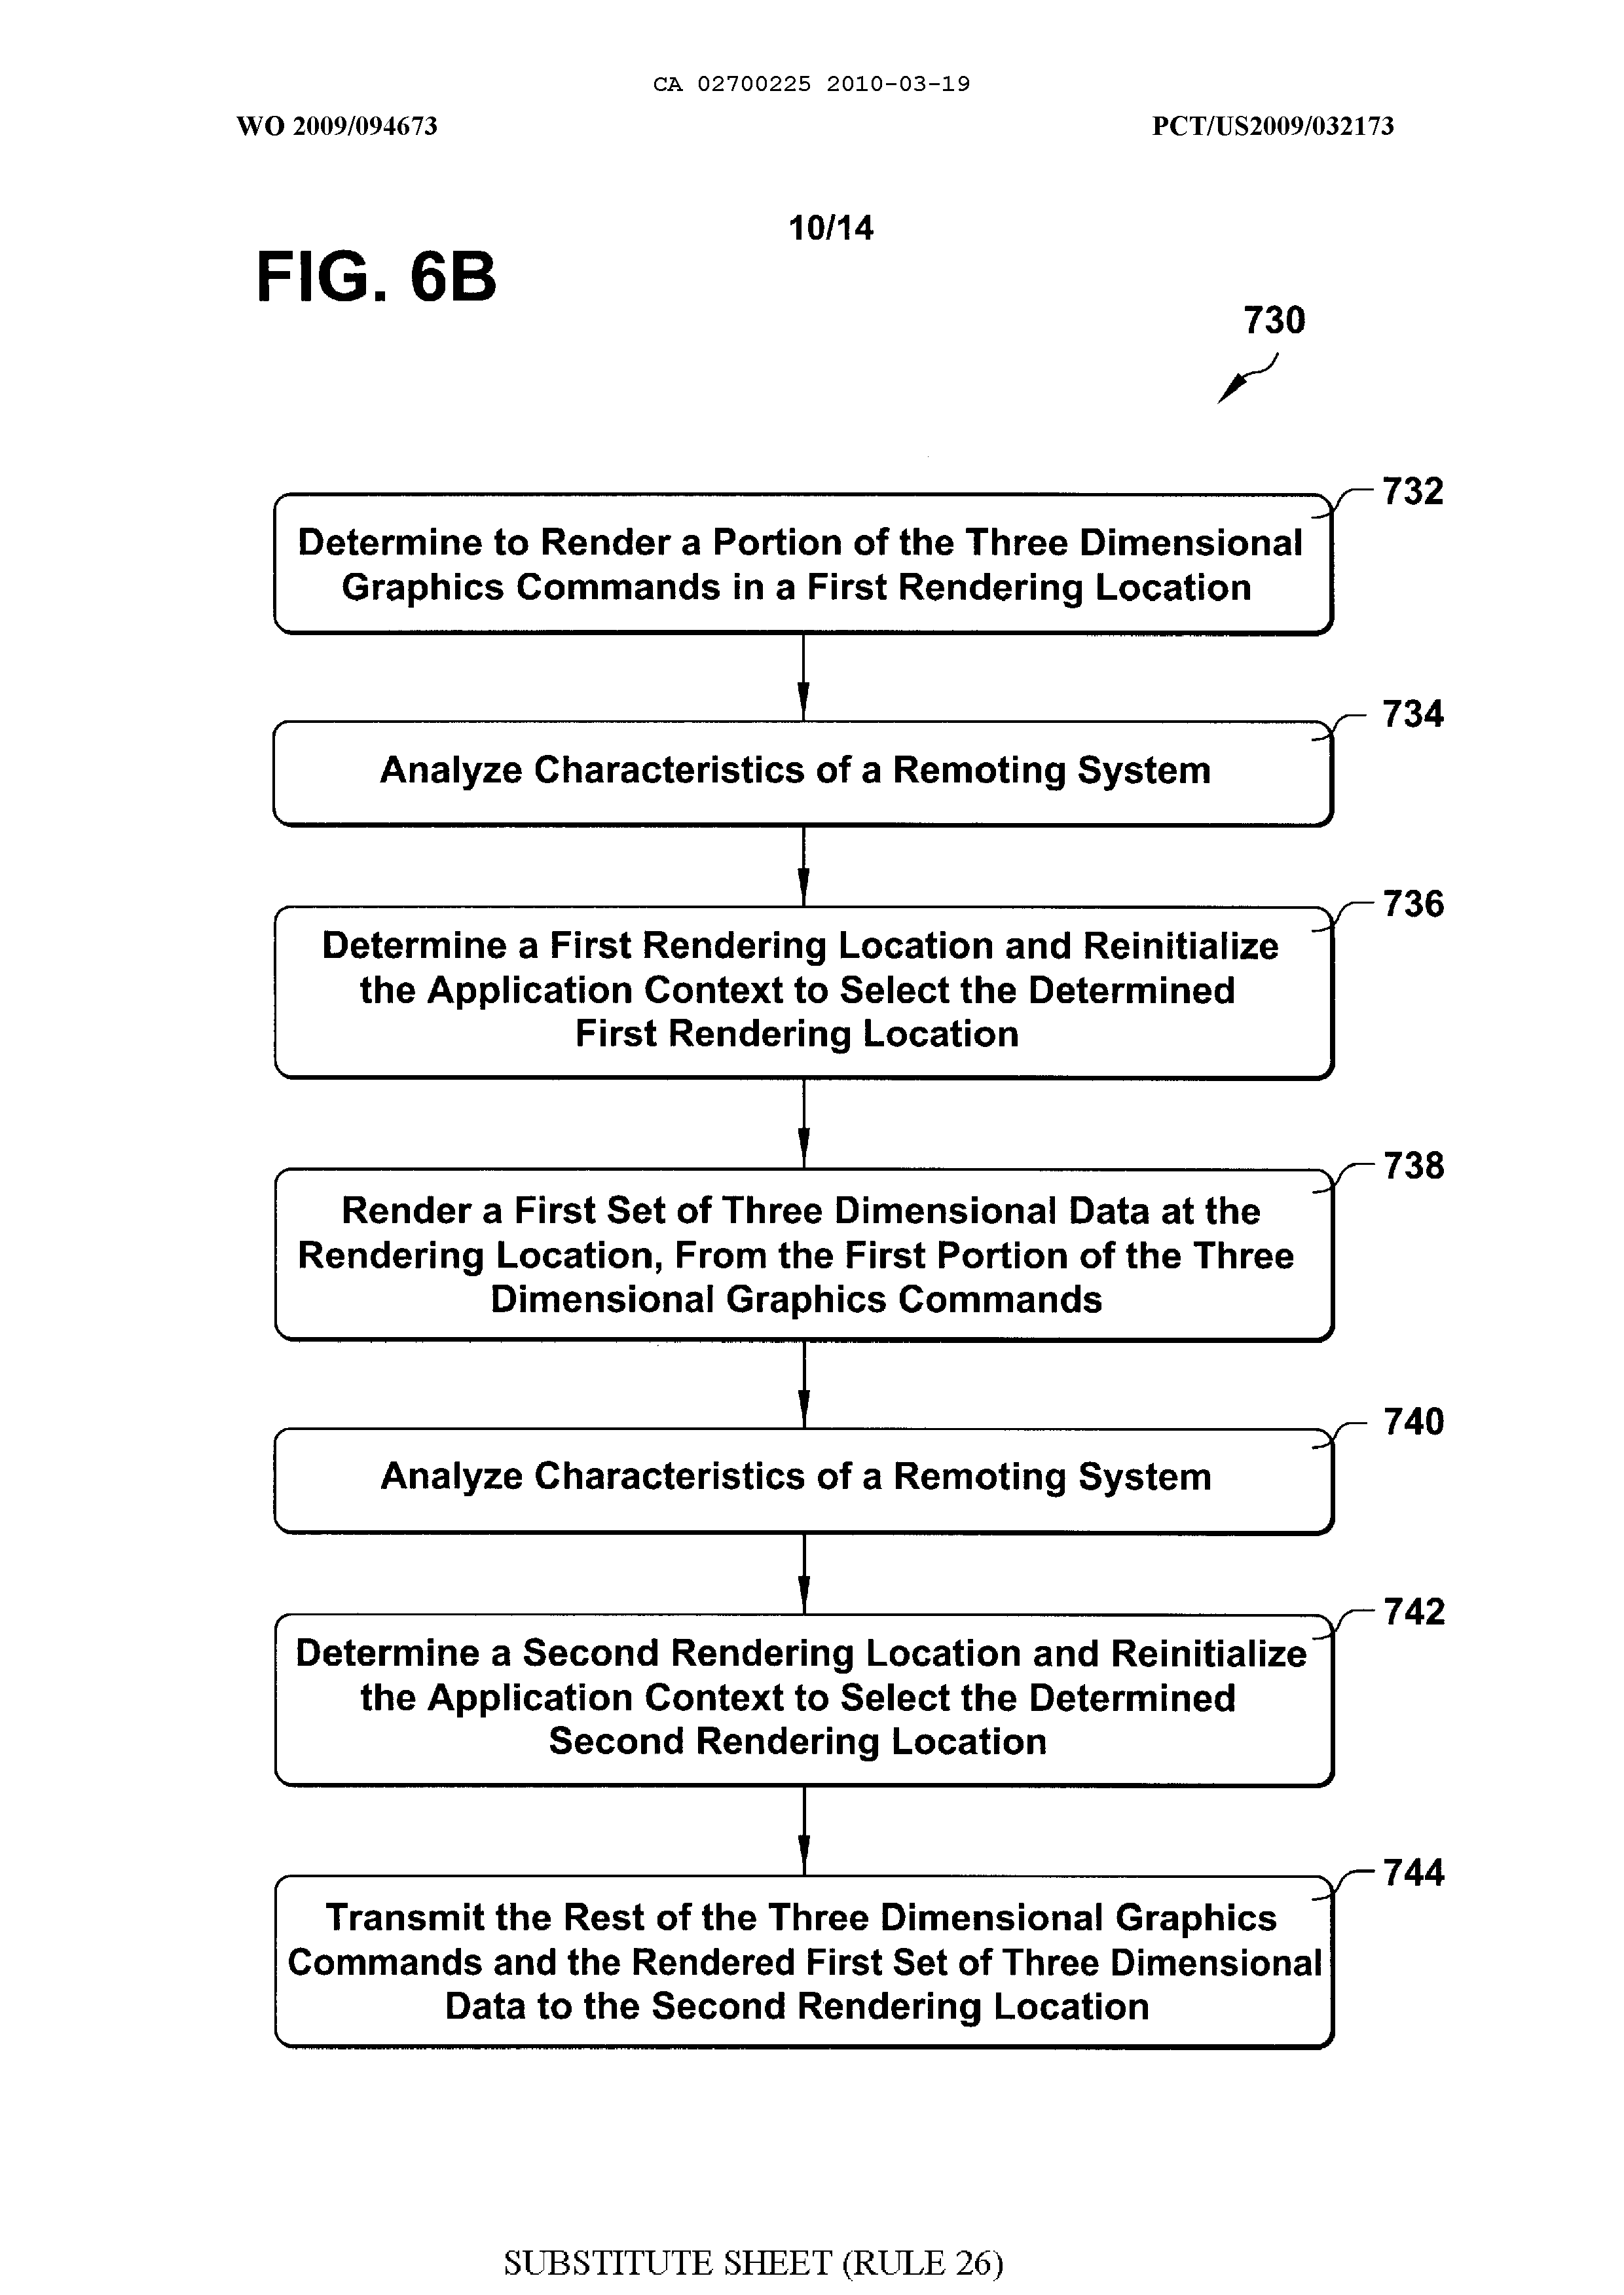 CA 02700225 2010-03-19
WO 2009/094673
PCT/US2009/032173
10/14
FIG. 6B
730
732
Determine to Render a Portion of the Three Dimensional
Graphics Commands in a First Rendering Location
734
Analyze Characteristics of a Remoting System
736
Determine a First Rendering Location and Reinitialize
the Application Context to Select the Determined
First Rendering Location
738
Render a First Set of Three Dimensional Data at the
Rendering Location, From the First Portion of the Three
Dimensional Graphics Commands
740
Analyze Characteristics of a Remoting System
742
Determine a Second Rendering Location and Reinitialize
the Application Context to Select the Determined
Second Rendering Location
744
Transmit the Rest of the Three Dimensional Graphics
Commands and the Rendered First Set of Three Dimensional
Data to the Second Rendering Location
SUBSTITUTE SHEET (RULE 26)